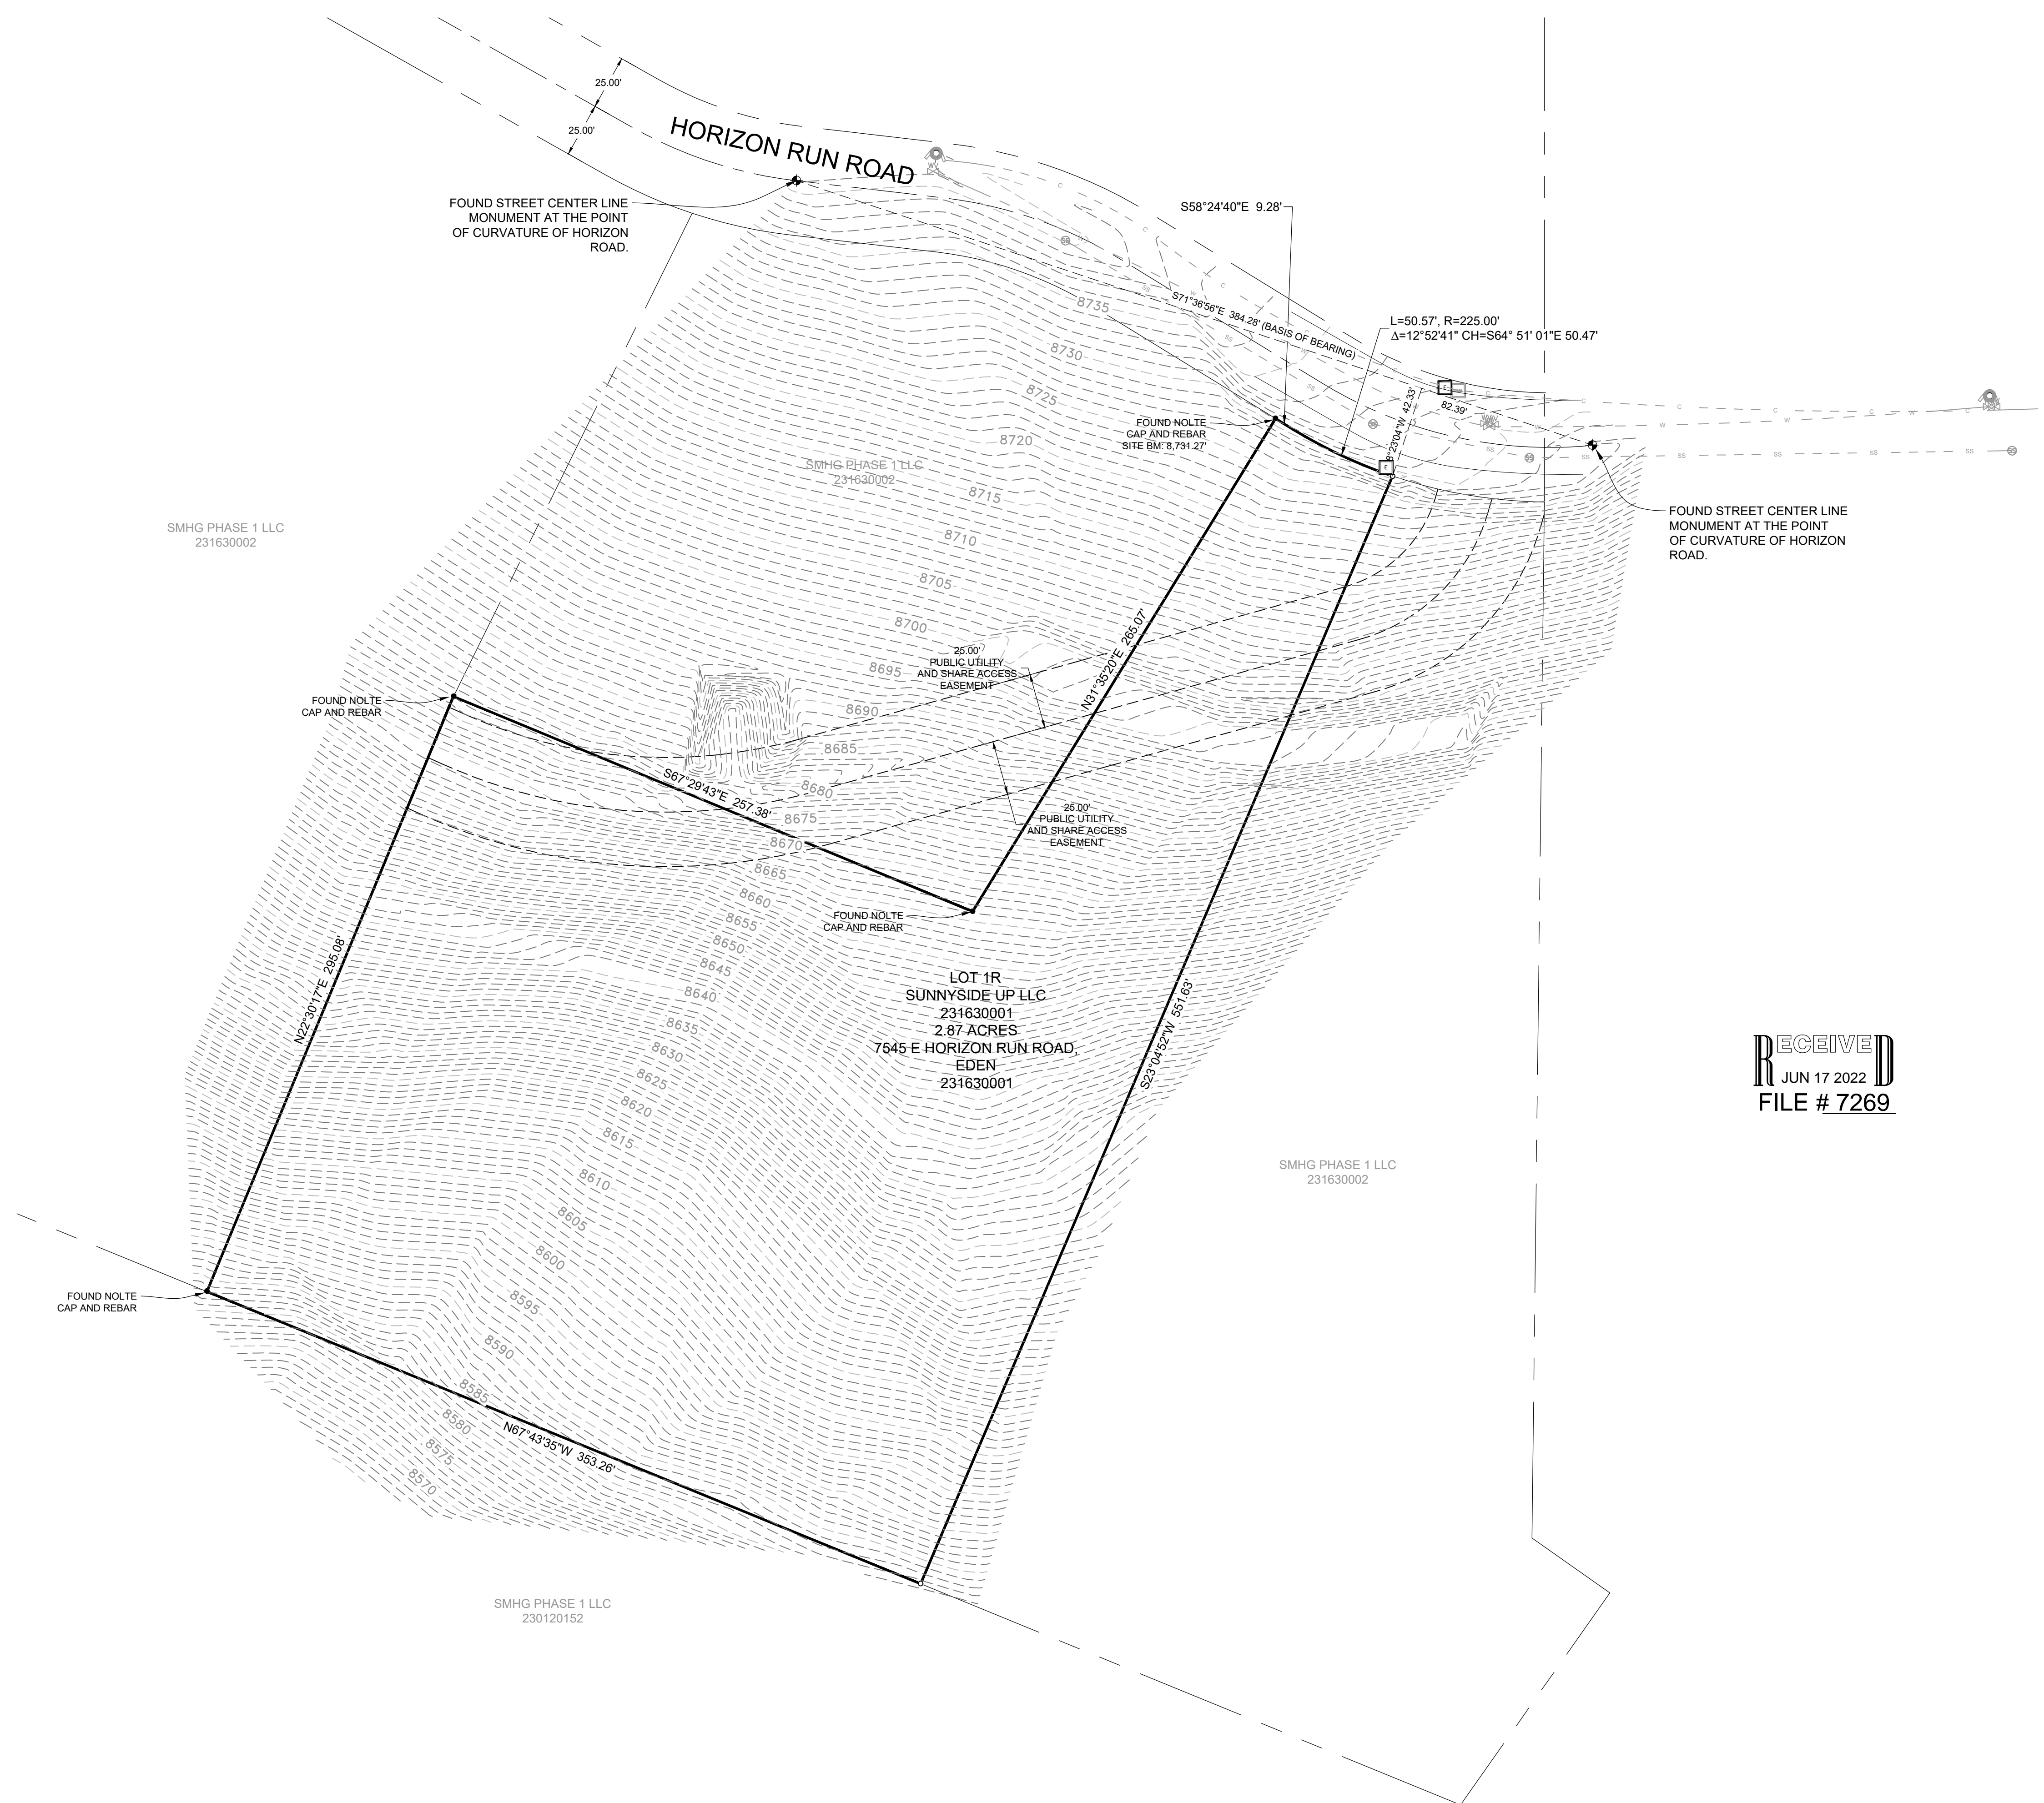 25.00'
25.00'
HORIZON RUN ROAD
FOUND STREET CENTER LINE
MONUMENT AT THE POINT
OF CURVATURE OF HORIZON
ROAD.
S58°24'40"E 9.28'
S71°36'56"E 384.28' (BASIS OF BEARING)
L=50.57', R=225.00'
Δ=12°52'41" CH=S64° 51' 01"E 50.47'
8°23'04"W 42.33'
82.39'
FOUND NOLTE
CAP AND REBAR
SITE BM: 8,731.27'
FOUND STREET CENTER LINE
MONUMENT AT THE POINT
OF CURVATURE OF HORIZON
ROAD.
SMHG PHASE 1 LLC
231630002
SMHG PHASE 1 LLC
231630002
8735
8730
8725
8720
8715
8710
8705
8700
8695
8690
8685
8680
8675
8670
8665
8660
8655
8650
8645
8640
8635
8630
8625
8620
8615
8610
8605
8600
8595
8590
8585
8580
8575
8570
25.00'
PUBLIC UTILITY
AND SHARE ACCESS
EASEMENT
N31°35'20"E 265.07'
FOUND NOLTE
CAP AND REBAR
S67°29'43"E 257.38'
25.00'
PUBLIC UTILITY
AND SHARE ACCESS
EASEMENT
FOUND NOLTE
CAP AND REBAR
N22°30'17"E 295.08'
LOT 1R
SUNNYSIDE UP LLC
231630001
2.87 ACRES
7545 E HORIZON RUN ROAD,
EDEN
231630001
S23°04'52"W 551.63'
RECEIVED
JUN 17 2022
FILE # 7269
SMHG PHASE 1 LLC
231630002
FOUND NOLTE
CAP AND REBAR
N67°43'35"W 353.26'
SMHG PHASE 1 LLC
230120152